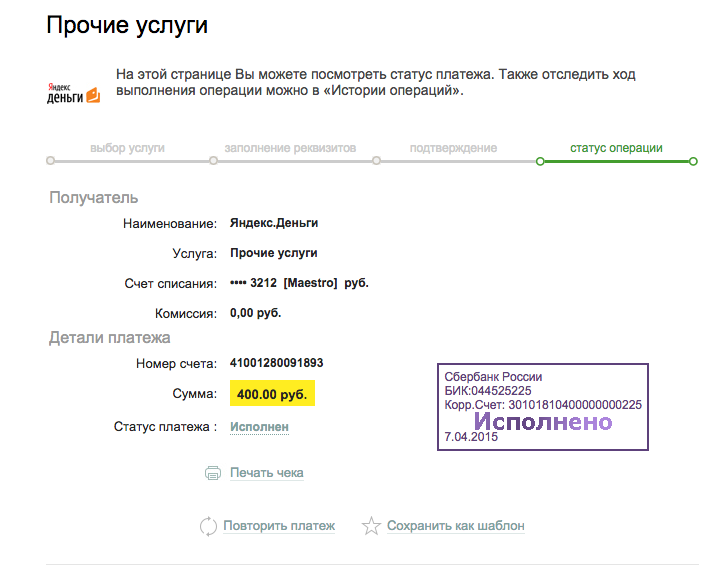 Прочие услуги
На этой странице Вы можете посмотреть статус платежа. Также отследить ход
выполнения операции можно в «Истории операций».
Яндекс
деньги
выбор услуги заполнение реквизитов подтверждение статус операции
Получатель
Наименование: Яндекс.Деньги
Услуга: Прочие услуги
Счет списания: •••• 3212 [Maestro] руб.
Комиссия: 0,00 руб.
Детали платежа
Номер счета: 41001280091893
Сумма: 400.00 руб.
Статус платежа : Исполнен
Сбербанк России
БИК:044525225
Корр.Счет: 30101810400000000225
Исполнено
7.04.2015
Печать чека
Повторить платеж Сохранить как шаблон